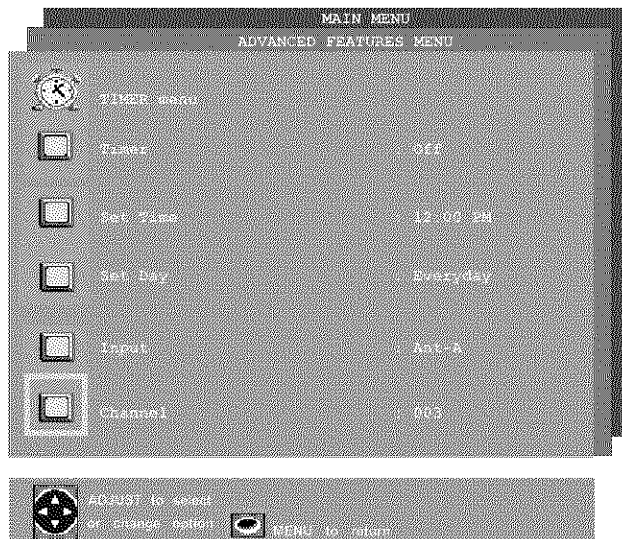 MAIN MENU
ADVANCED FEATURES MENU
TIMER menu
Timer Off
Set Time 12:00 PM
Set Day Everyday
Input Ant-A
Channel 003
ADJUST to select
or change option MENU to return